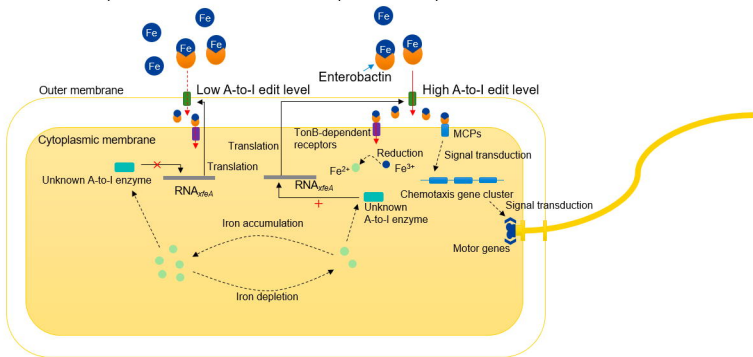 Fe
Fe
Fe
Fe
Fe
Fe
Fe
Fe
Enterobactin
Outer membrane
Low A-to-I edit level
High A-to-I edit level
Cytoplasmic membrane
Translation
TonB-dependent
receptors
MCPs
Reduction
Signal transduction
Unknown A-to-I enzyme
Translation
RNAxfeA
RNAxfeA
Fe2+
Fe3+
Chemotaxis gene cluster
Unknown
A-to-I enzyme
Signal transduction
Iron accumulation
Motor genes
Iron depletion